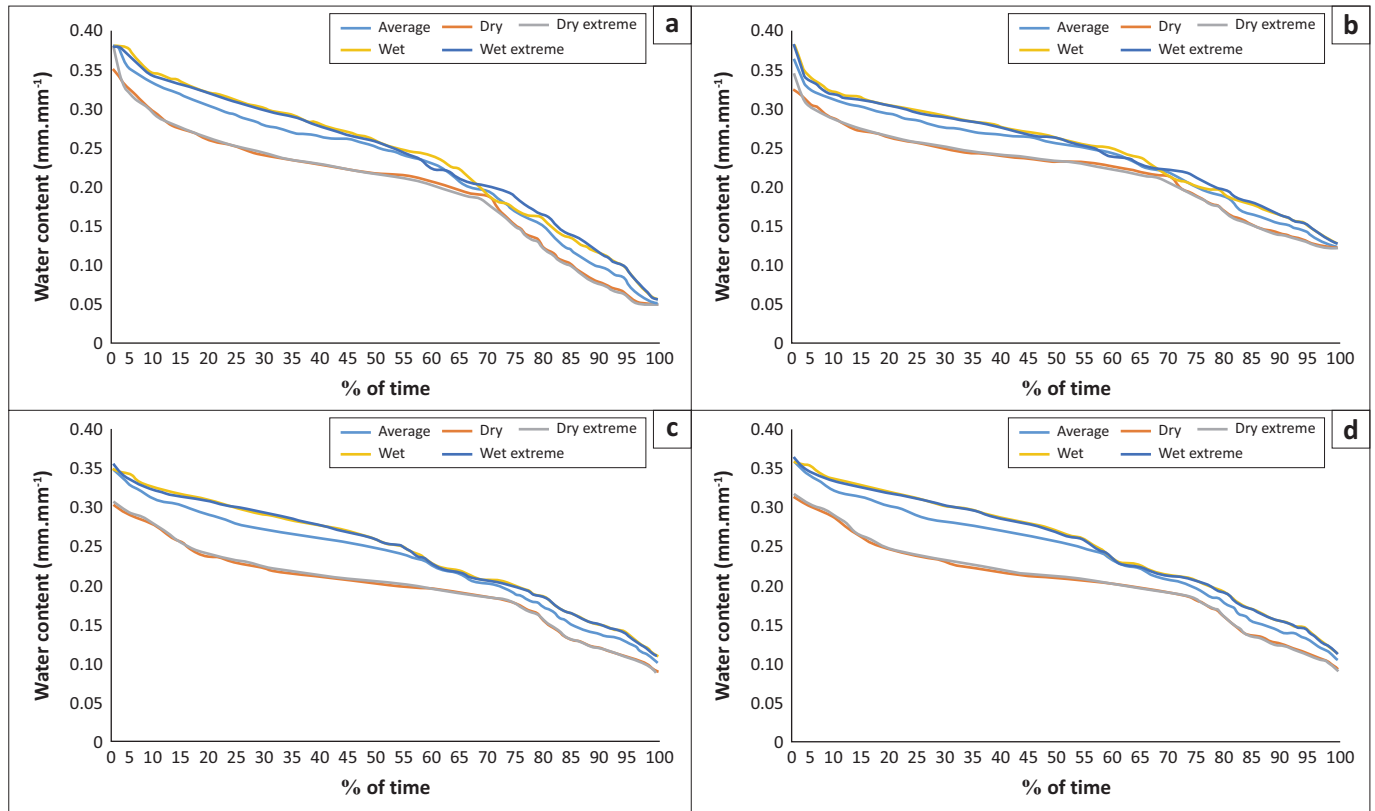 Average Dry Dry extreme
Wet Wet extreme
a
0.40
0.35
0.30
0.25
0.20
0.15
0.10
0.05
0
Water content (mm.mm⁻¹)
0 5 10 20 25 30 35 40 45 50 55 60 65 70 75 80 85 90 95 100
% of time
Average Dry Dry extreme
Wet Wet extreme
b
0.40
0.35
0.30
0.25
0.20
0.15
0.10
0.05
0
Water content (mm.mm⁻¹)
0 5 10 20 25 30 35 40 45 50 55 60 65 70 75 80 85 90 95 100
% of time
Average Dry Dry extreme
Wet Wet extreme
c
0.40
0.35
0.30
0.25
0.20
0.15
0.10
0.05
0
Water content (mm.mm⁻¹)
0 5 10 20 25 30 35 40 45 50 55 60 65 70 75 80 85 90 95 100
% of time
Average Dry Dry extreme
Wet Wet extreme
d
0.40
0.35
0.30
0.25
0.20
0.15
0.10
0.05
0
Water content (mm.mm⁻¹)
0 5 10 20 25 30 35 40 45 50 55 60 65 70 75 80 85 90 95 100
% of time